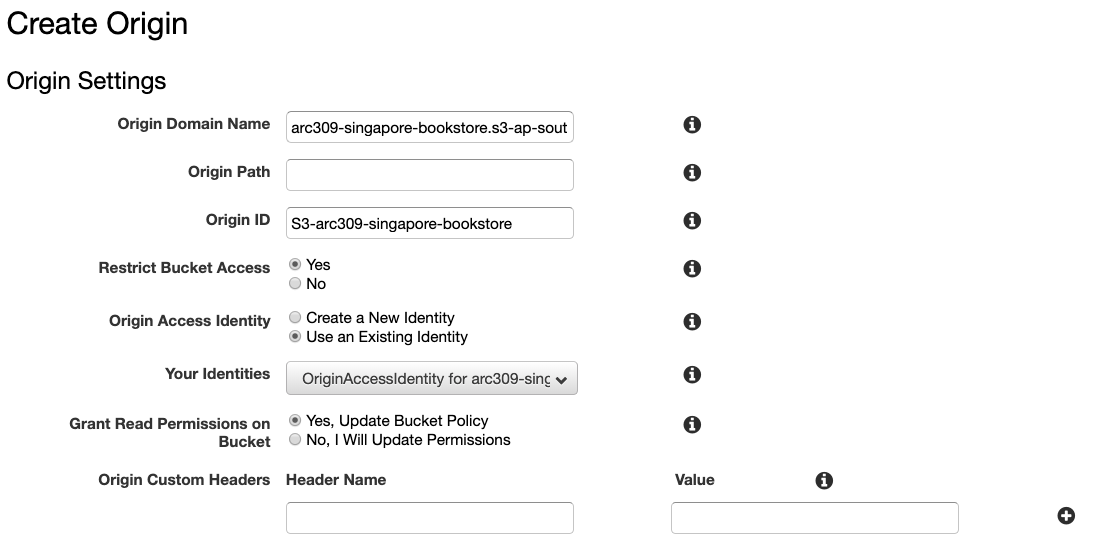 Create Origin
Origin Settings
Origin Domain Name arc309-singapore-bookstore.s3-ap-sout
Origin Path
Origin ID S3-arc309-singapore-bookstore
Restrict Bucket Access Yes
No
Origin Access Identity Create a New Identity
Use an Existing Identity
Your Identities OriginAccessIdentity for arc309-sing
Grant Read Permissions on Yes, Update Bucket Policy
Bucket No, I Will Update Permissions
Origin Custom Headers Header Name Value